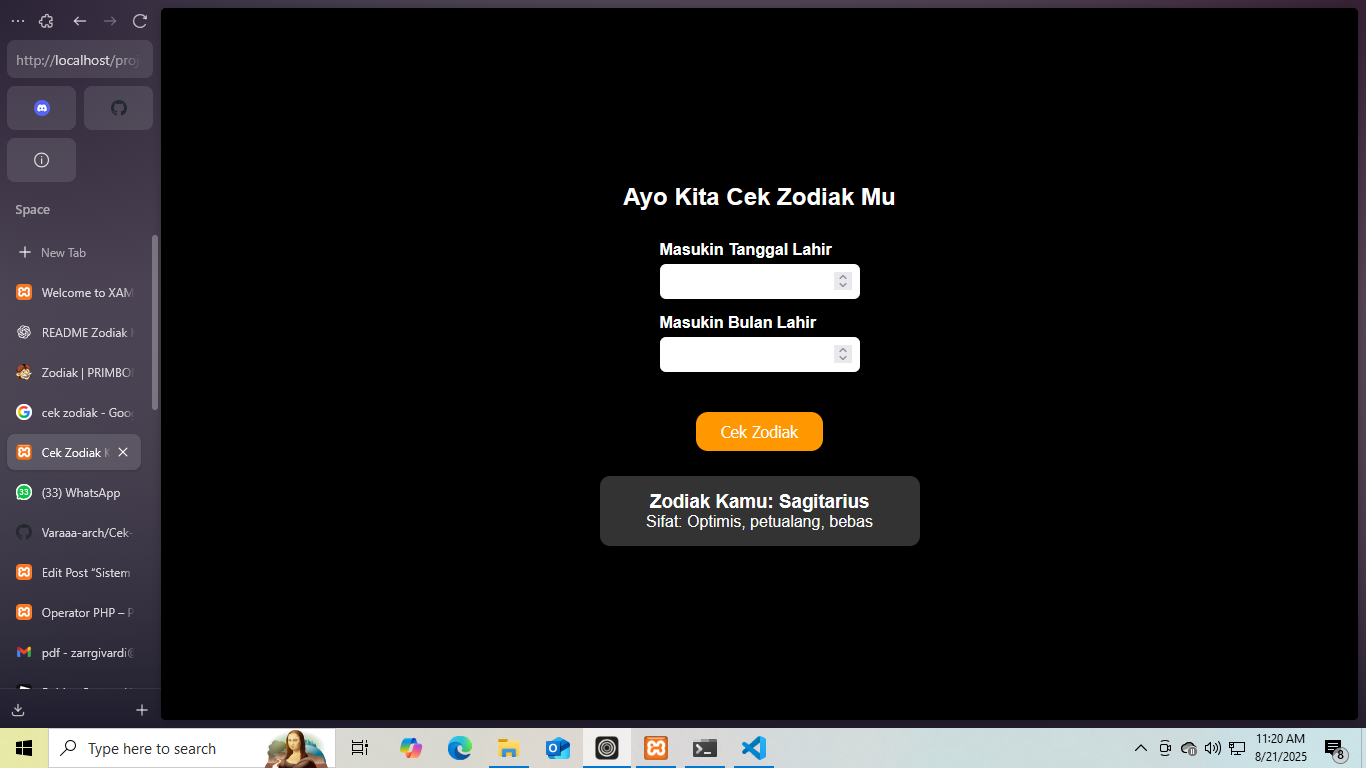 http://localhost/proj
Space
New Tab
Welcome to XAM
README Zodiak
Zodiak | PRIMBO
cek zodiak - Goo
Cek Zodiak K
33
(33) WhatsApp
Varaaa-arch/Cek-
Edit Post “Sistem
Operator PHP – P
pdf - zarrgivardi@
Ayo Kita Cek Zodiak Mu
Masukin Tanggal Lahir
Masukin Bulan Lahir
Cek Zodiak
Zodiak Kamu: Sagitarius
Sifat: Optimis, petualang, bebas
Type here to search
11:20 AM
8/21/2025
8